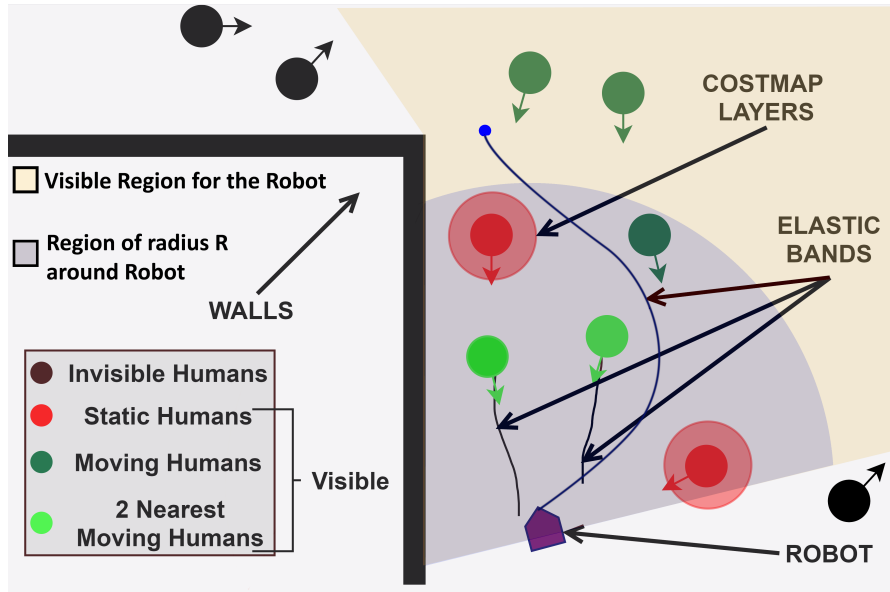 COSTMAP
LAYERS
Visible Region for the Robot
Region of radius R
around Robot
ELASTIC
BANDS
WALLS
Invisible Humans
Static Humans
Moving Humans
Visible
2 Nearest
Moving Humans
ROBOT